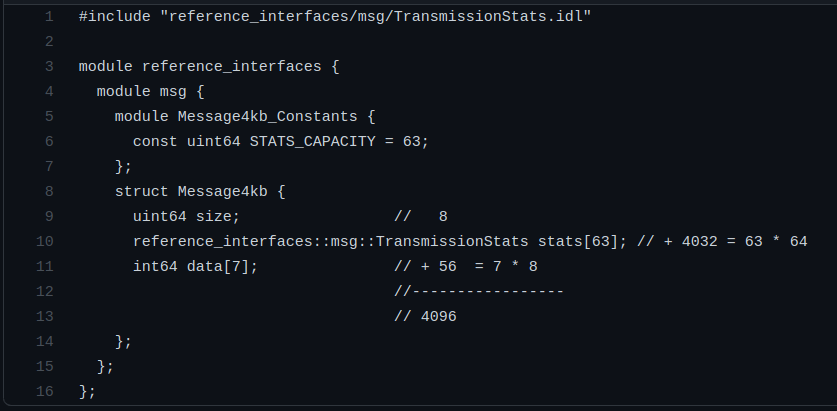 1 #include "reference_interfaces/msg/TransmissionStats.idl"
2
3 module reference_interfaces {
4   module msg {
5     module Message4kb_Constants {
6       const uint64 STATS_CAPACITY = 63;
7     };
8     struct Message4kb {
9       uint64 size;                 //   8
10       reference_interfaces::msg::TransmissionStats stats[63]; // + 4032 = 63 * 64
11       int64 data[7];               // + 56  = 7 * 8
12                                    //-----------------
13                                    // 4096
14     };
15   };
16 };